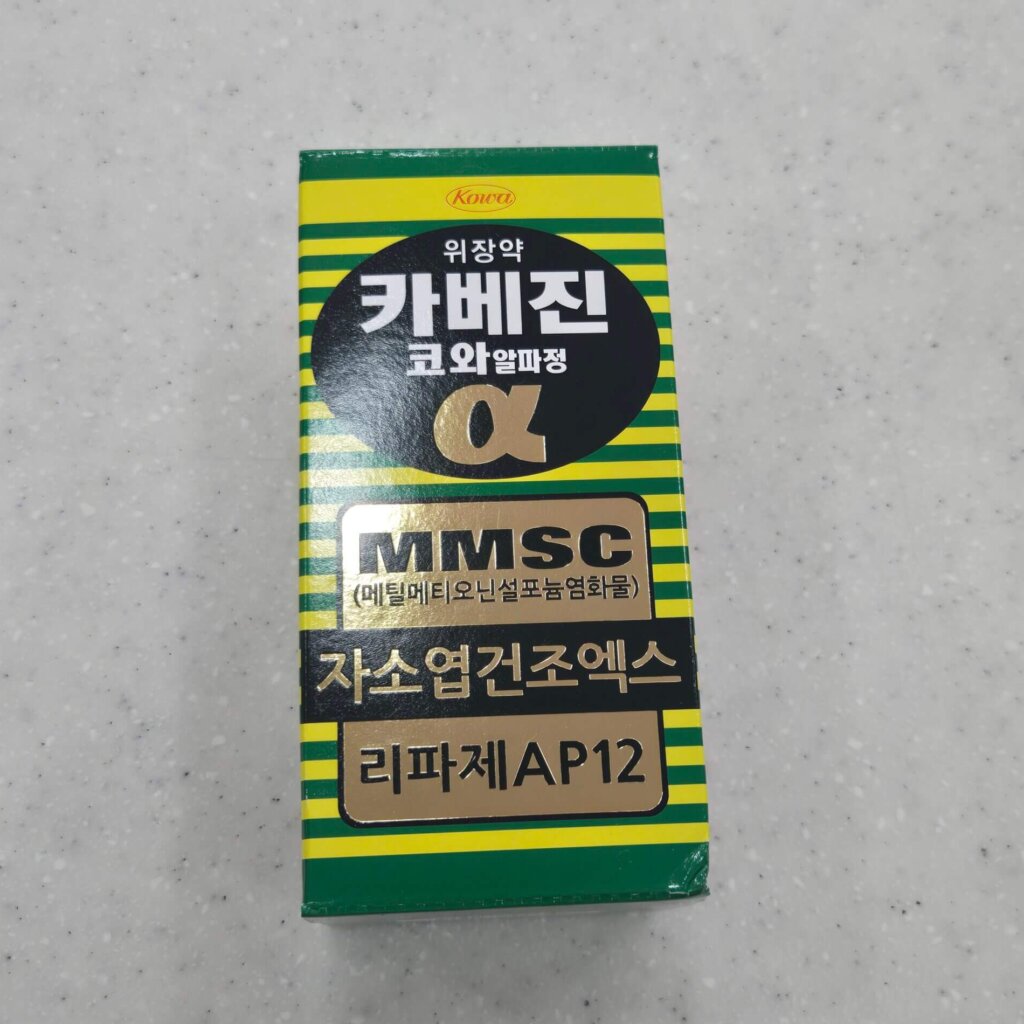 Kowa
위장약
카베진
코와알파정
α
MMSC
(메틸메티오닌설포늄염화물)
자소엽건조엑스
리파제AP12